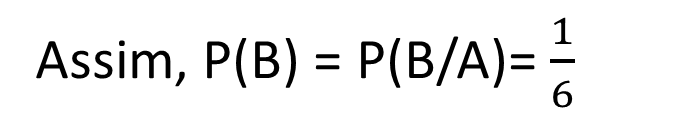 Assim, P(B) = P(B/A)= 1/6